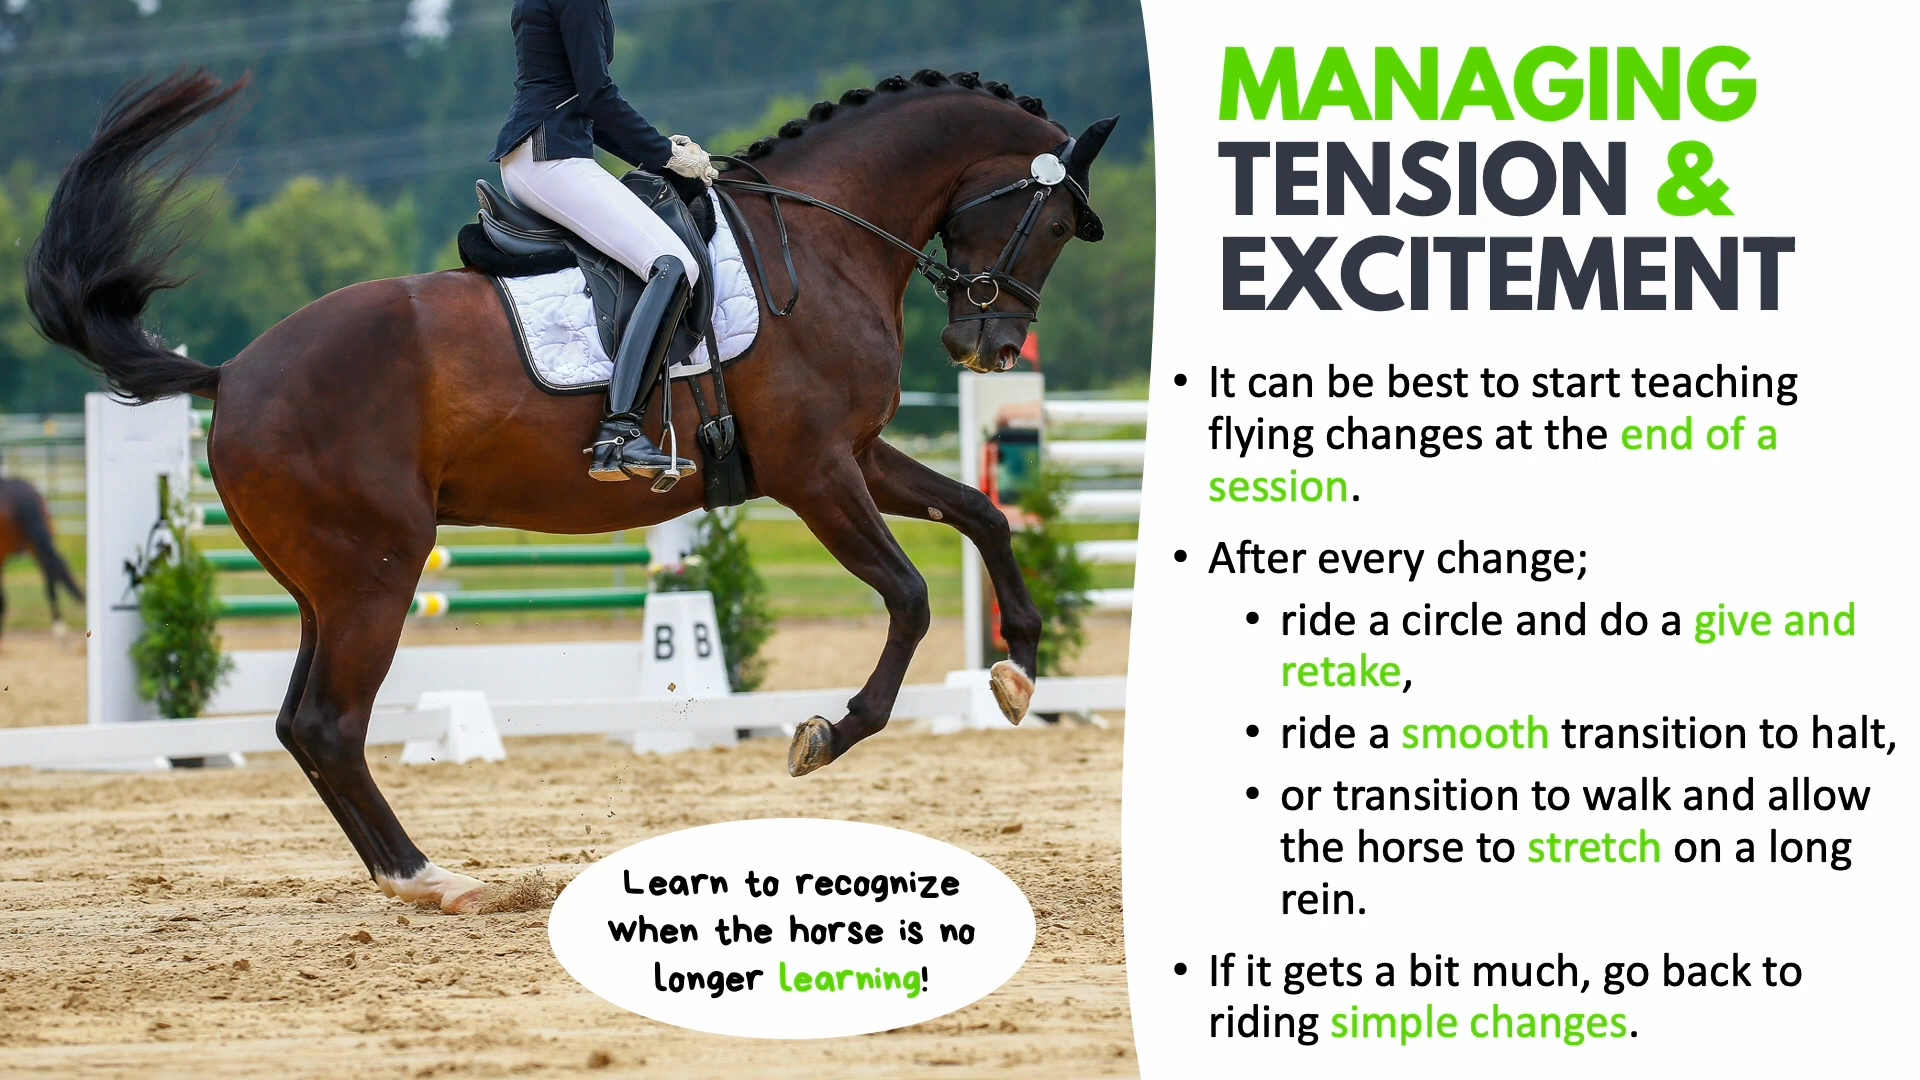 MANAGING
TENSION &
EXCITEMENT
• It can be best to start teaching
flying changes at the end of a
session.
• After every change;
• ride a circle and do a give and
retake,
• ride a smooth transition to halt,
• or transition to walk and allow
the horse to stretch on a long
rein.
• If it gets a bit much, go back to
riding simple changes.
B B
Learn to recognize
when the horse is no
longer learning!